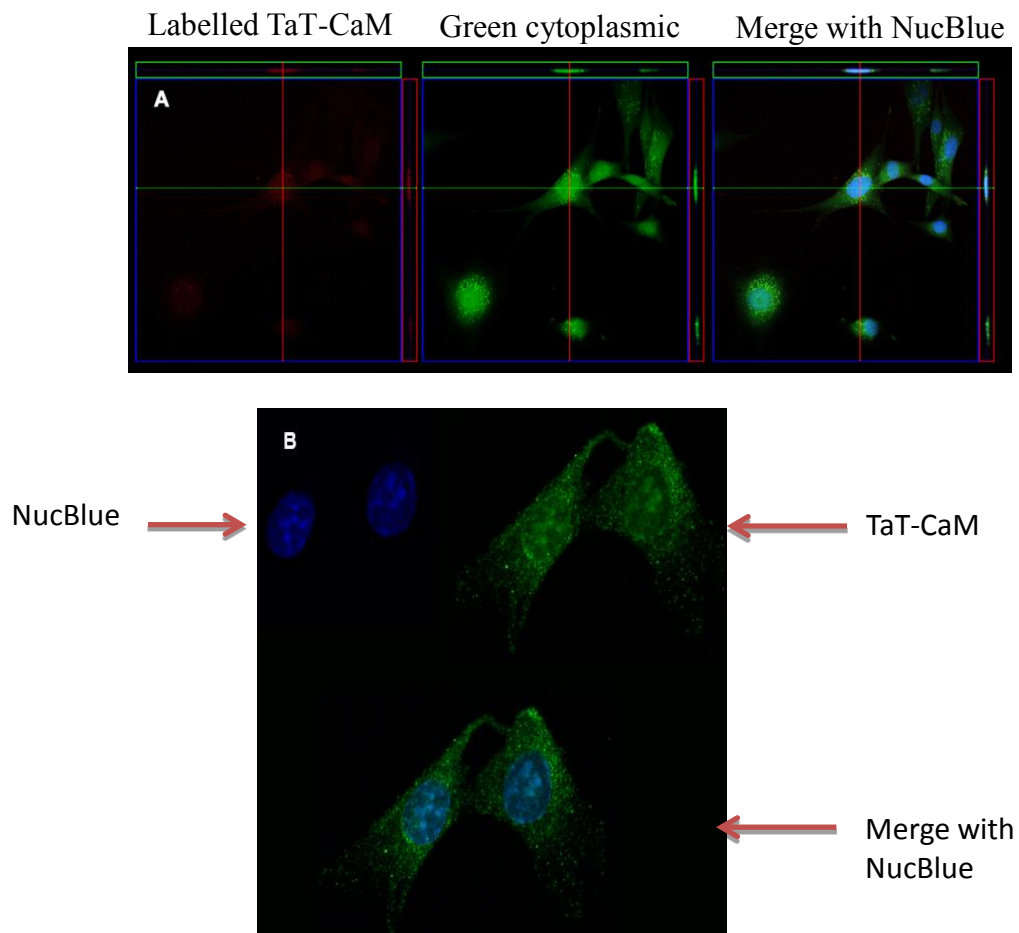 Labelled TaT-CaM
Green cytoplasmic
Merge with NucBlue
A
B
NucBlue
TaT-CaM
Merge with
NucBlue